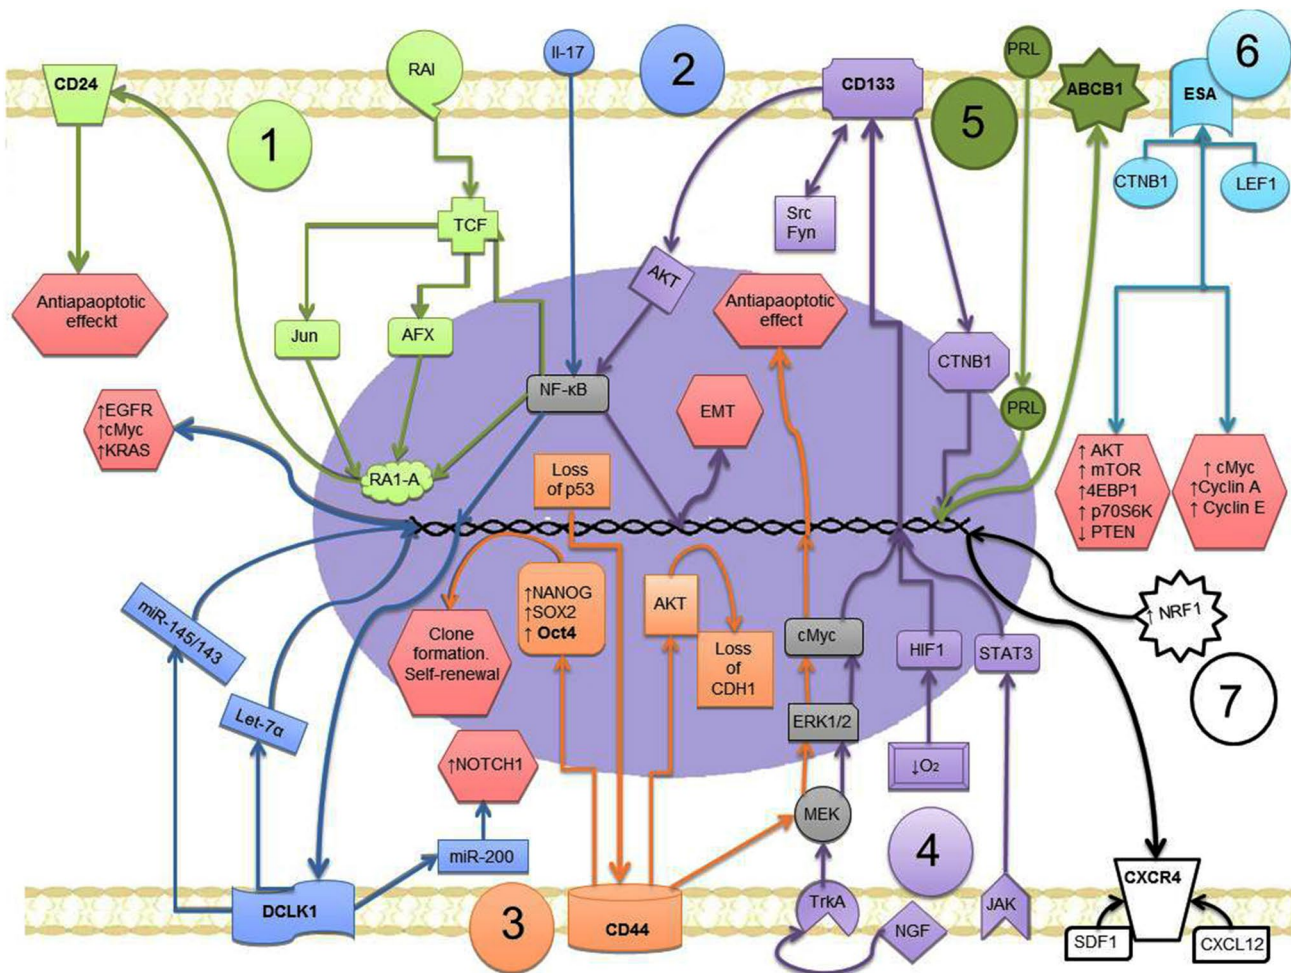 Il-17
2
6
RAI
CD24
CD133
PRL
5
ABCB1
ESA
1
CTNB1
LEF1
Src
Fyn
TCF
AKT
Antiapaoptotic
effeckt
Antiapaoptotic
effect
Jun
AFX
CTNB1
NF-κB
EMT
PRL
↑EGFR
↑cMyc
↑KRAS
RA1-A
Loss
of p53
↑ AKT
↑ mTOR
↑4EBP1
↑ p70S6K
↓ PTEN
↑ cMyc
↑Cyclin A
↑ Cyclin E
miR-145/143
↑NANOG
↑SOX2
↑ Oct4
AKT
Clone
formation.
Self-renewal
Loss
of
CDH1
cMyc
HIF1
STAT3
↑ NRF1
7
Let-7α
ERK1/2
↑NOTCH1
↓O2
MEK
miR-200
4
DCLK1
3
CD44
TrkA
NGF
JAK
CXCR4
SDF1
CXCL12